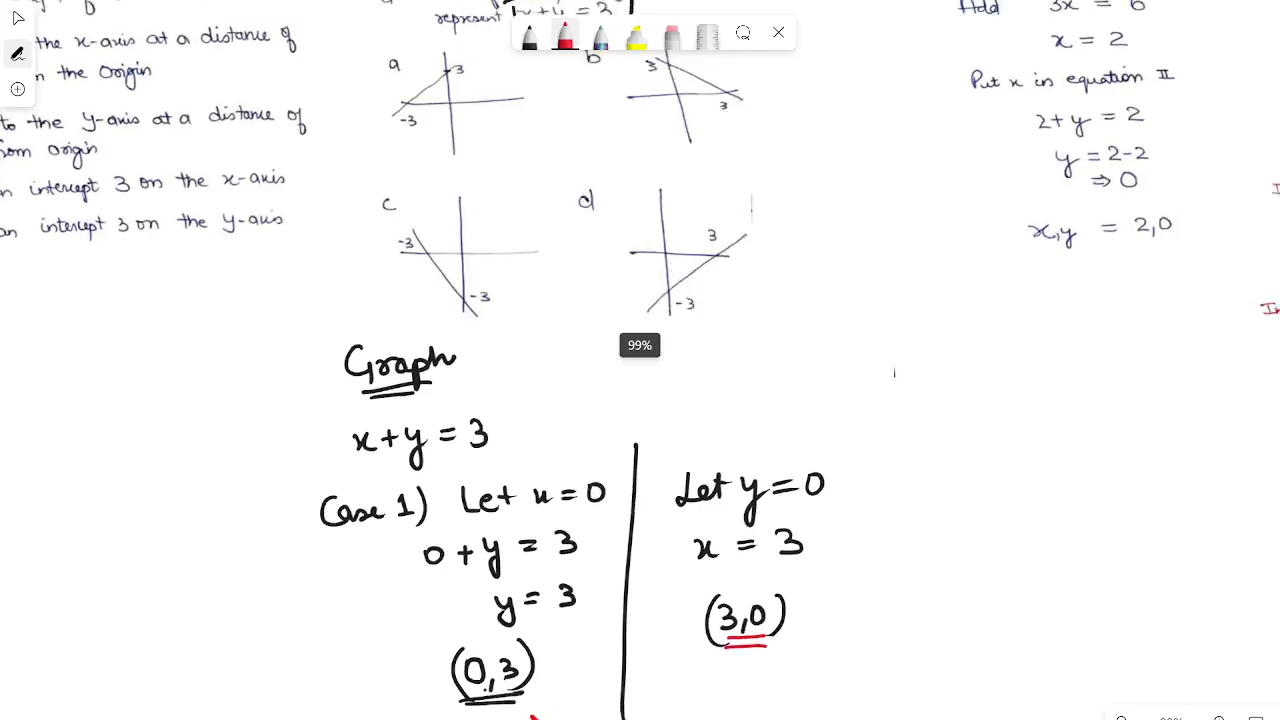 the x-axis at a distance of
the origin
to the y-axis at a distance of
from origin
intercept 3 on the x-axis
an intercept 3 on the y-axis
represent
a
3
-3
b
3
3
c
-3
-3
d
3
-3
Add 3x = 6
x = 2
Put x in equation II
2+y = 2
y = 2-2
⇒ 0
x,y = 2,0
99%
Graph
x+y = 3
Case 1) Let x = 0
0 + y = 3
y = 3
(0,3)
Let y = 0
x = 3
(3,0)